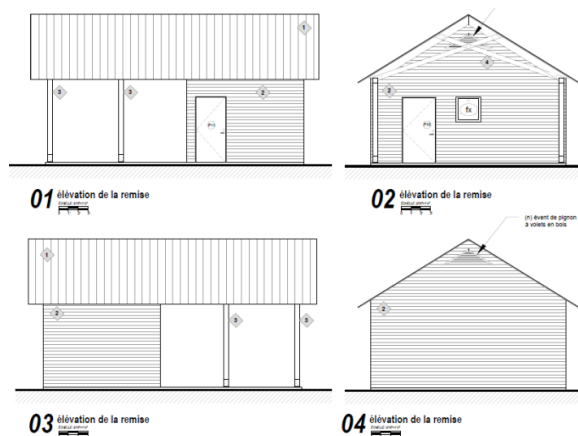 1
3
3
2
01 élévation de la remise
2
4
fx
02 élévation de la remise
(n) évent de pignon
à volets en bois
1
2
3
3
03 élévation de la remise
2
04 élévation de la remise